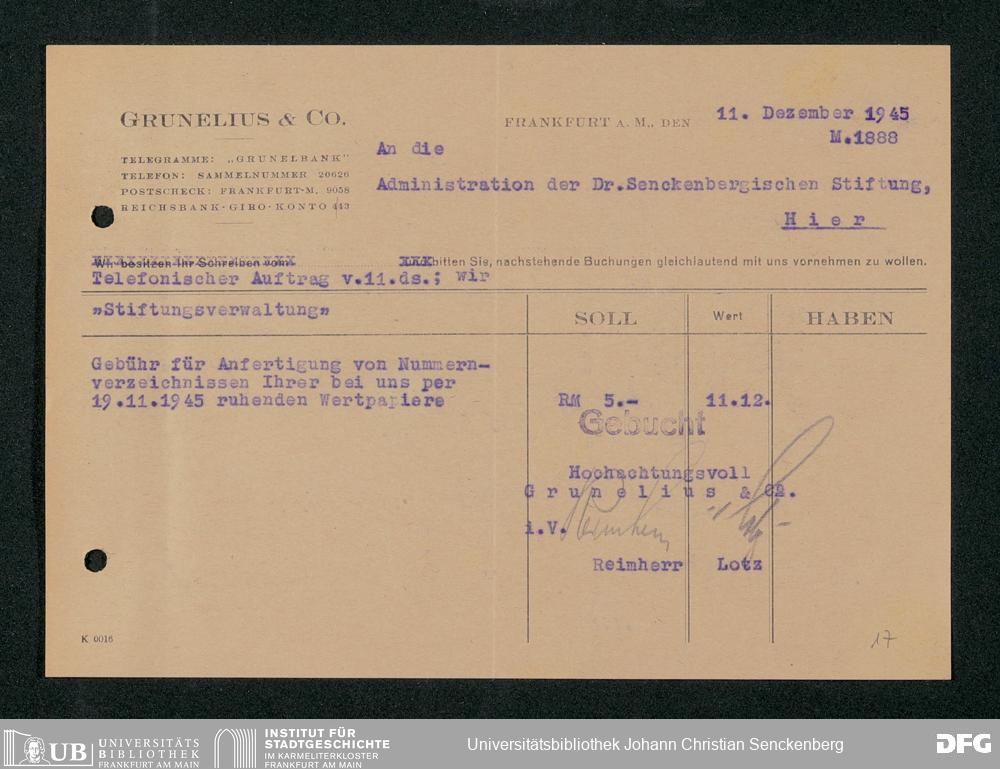 GRUNELIUS & CO.
FRANKFURT A. M., DEN 11. Dezember 1945
M.1888
TELEGRAMME: „GRUNELBANK"
TELEFON: SAMMELNUMMER 20626
POSTSCHECK: FRANKFURT-M. 9058
REICHSBANK-GIRO-KONTO 443
An die
Administration der Dr.Senckenbergischen Stiftung,
Hier
Wir besitzen Ihr Schreiben vom und bitten Sie, nachstehende Buchungen gleichlautend mit uns vornehmen zu wollen.
Telefonischer Auftrag v.11.ds.; wir
"Stiftungsverwaltung" SOLL Wert HABEN
Gebühr für Anfertigung von Nummern-
verzeichnissen Ihrer bei uns per
19.11.1945 ruhenden Wertpapiere RM 5.- 11.12.
Gebucht
Hochachtungsvoll
Grunelius & Co.
i.V.
Reimherr Lotz
K 0016
17
UB UNIVERSITÄTS
BIBLIOTHEK
FRANKFURT AM MAIN
INSTITUT FÜR
STADTGESCHICHTE
IM KARMELITERKLOSTER
FRANKFURT AM MAIN
Universitätsbibliothek Johann Christian Senckenberg
DFG